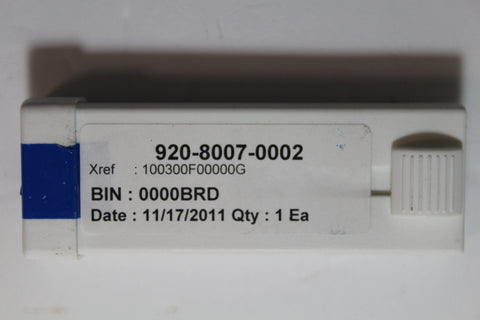 920-8007-0002
Xref : 100300F00000G
BIN : 0000BRD
Date : 11/17/2011 Qty : 1 Ea